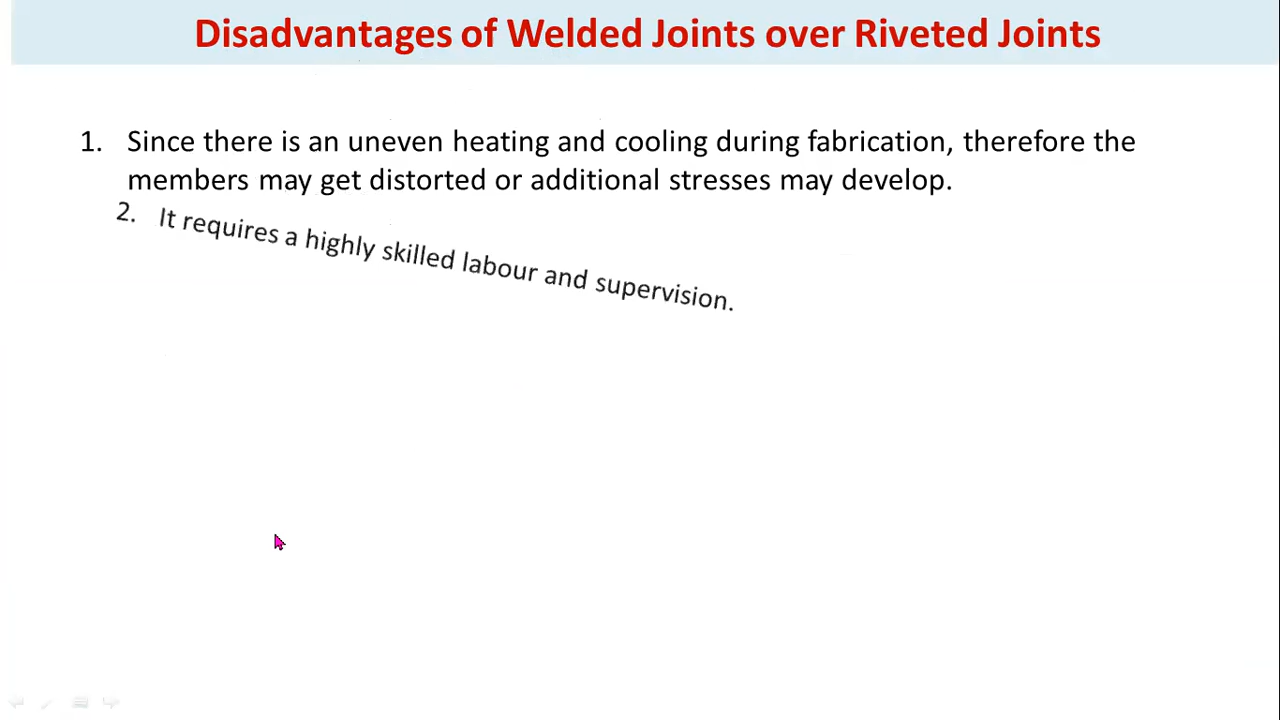 Disadvantages of Welded Joints over Riveted Joints
1. Since there is an uneven heating and cooling during fabrication, therefore the
members may get distorted or additional stresses may develop.
2. It requires a highly skilled labour and supervision.